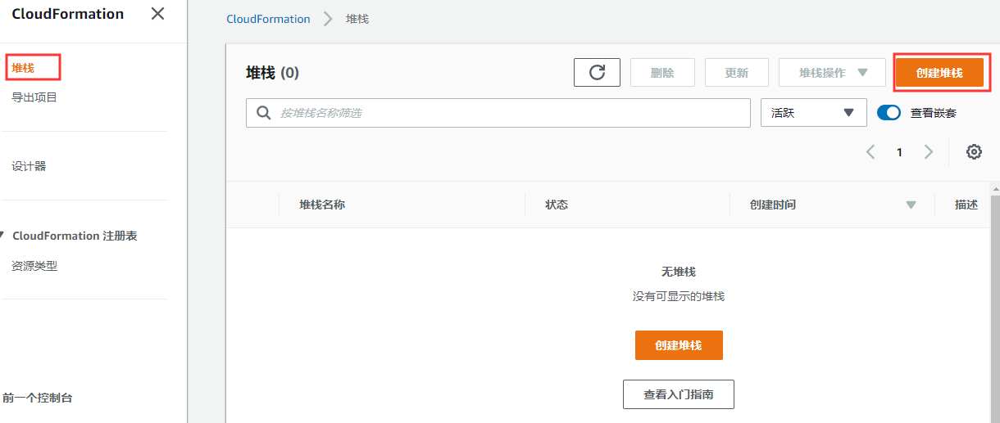 CloudFormation
堆栈
导出项目
设计器
CloudFormation 注册表
资源类型
前一个控制台
CloudFormation 堆栈
堆栈 (0) 删除 更新 堆栈操作 创建堆栈
按堆栈名称筛选 活跃 查看嵌套
1
堆栈名称 状态 创建时间 描述
无堆栈
没有可显示的堆栈
创建堆栈
查看入门指南